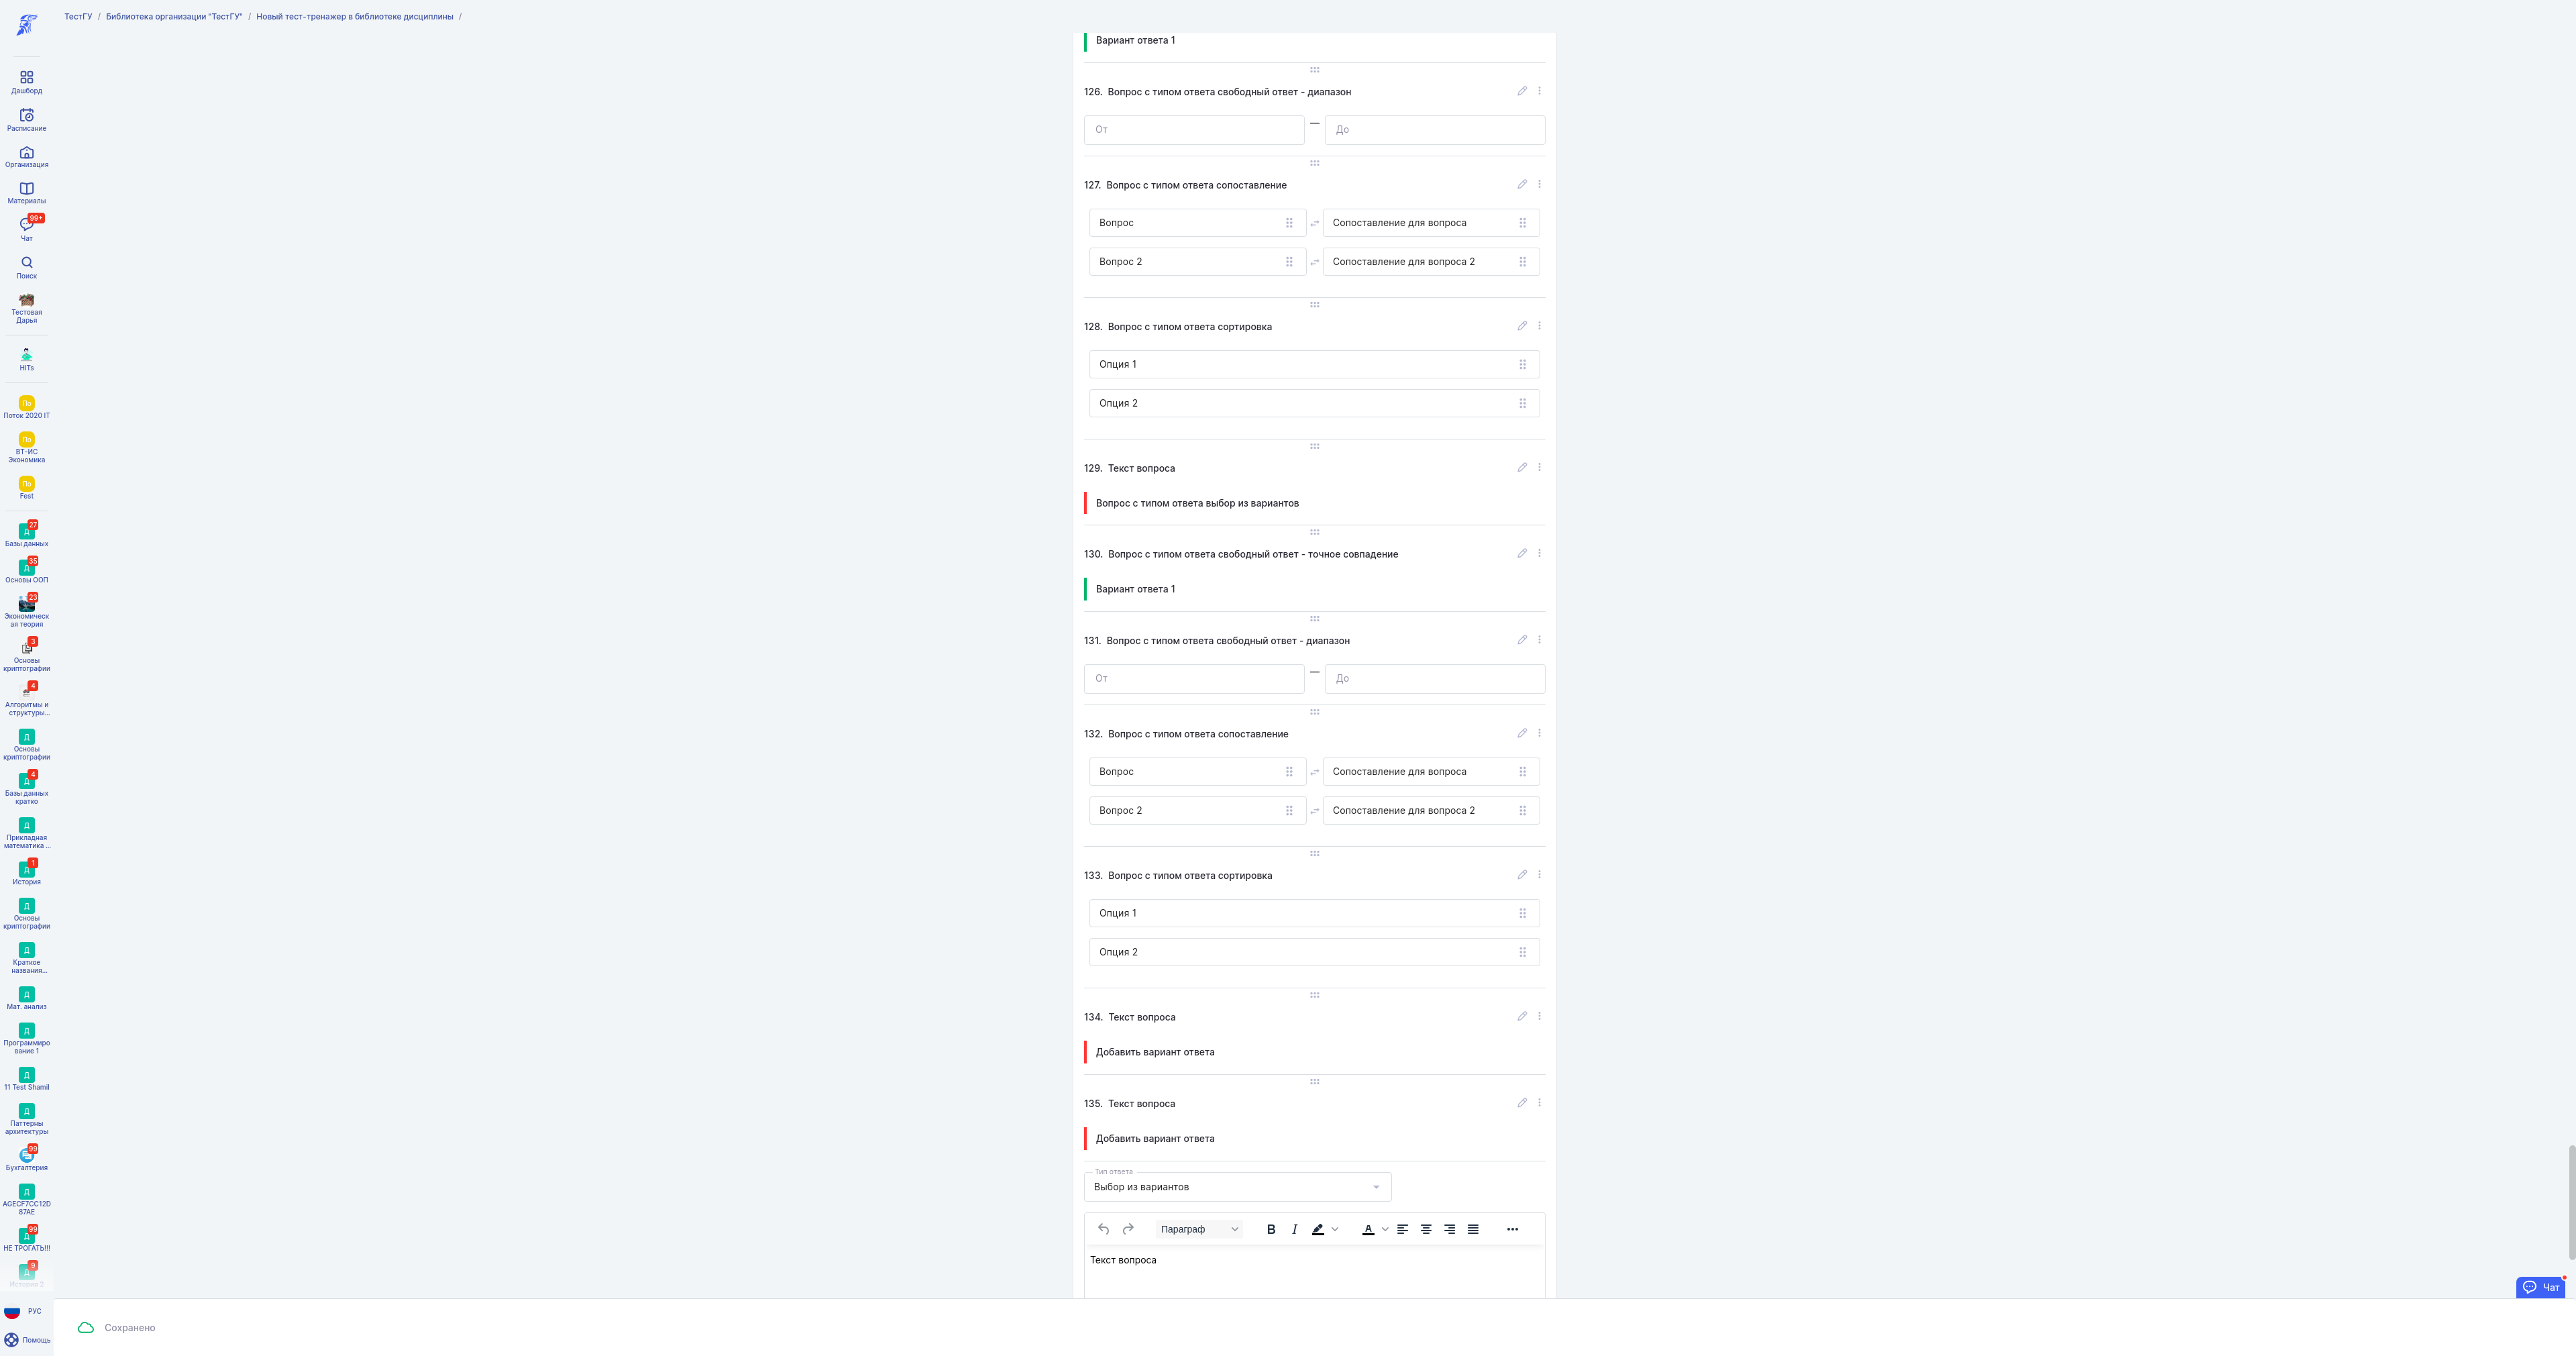 ТестГУ / Библиотека организации "ТестГУ" / Новый тест-тренажер в библиотеке дисциплины /
Дашборд
Расписание
Организация
Материалы
99+
Чат
Поиск
Тестовая
Дарья
HITs
По
Поток 2020 IT
По
ВТ-ИС
Экономика
По
Fest
27
Д
Базы данных
35
Д
Основы ООП
23
Экономическ
ая теория
3
Основы
криптографии
4
Алгоритмы и
структуры...
Д
Основы
криптографии
4
Д
Базы данных
кратко
Д
Прикладная
математика ...
1
Д
История
Д
Основы
криптографии
Д
Краткое
названия...
Д
Мат. анализ
Д
Программиро
вание 1
Д
11 Test Shamil
Д
Паттерны
архитектуры
99
Бухгалтерия
Д
AGECF7CC12D
87AE
99
Д
НЕ ТРОГАТЬ!!!
9
Д
История 2
РУС
Помощь
Вариант ответа 1
126. Вопрос с типом ответа свободный ответ - диапазон
От — До
127. Вопрос с типом ответа сопоставление
Вопрос Сопоставление для вопроса
Вопрос 2 Сопоставление для вопроса 2
128. Вопрос с типом ответа сортировка
Опция 1
Опция 2
129. Текст вопроса
Вопрос с типом ответа выбор из вариантов
130. Вопрос с типом ответа свободный ответ - точное совпадение
Вариант ответа 1
131. Вопрос с типом ответа свободный ответ - диапазон
От — До
132. Вопрос с типом ответа сопоставление
Вопрос Сопоставление для вопроса
Вопрос 2 Сопоставление для вопроса 2
133. Вопрос с типом ответа сортировка
Опция 1
Опция 2
134. Текст вопроса
Добавить вариант ответа
135. Текст вопроса
Добавить вариант ответа
Тип ответа
Выбор из вариантов
Параграф B I A
Текст вопроса
Чат
Сохранено